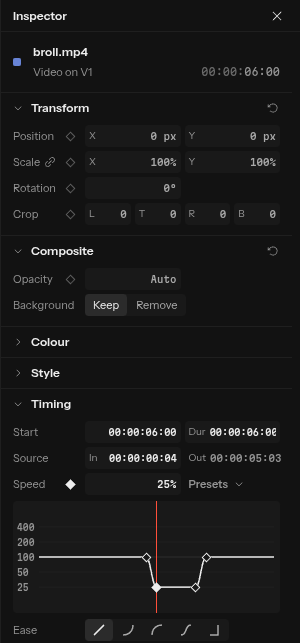 Inspector
broll.mp4
Video on V1 00:00:06:00
Transform
Position X 0 px Y 0 px
Scale X 100% Y 100%
Rotation 0°
Crop L 0 T 0 R 0 B 0
Composite
Opacity Auto
Background Keep Remove
Colour
Style
Timing
Start 00:00:06:00 Dur 00:00:06:00
Source In 00:00:00:04 Out 00:00:05:03
Speed 25% Presets
400
200
100
50
25
Ease